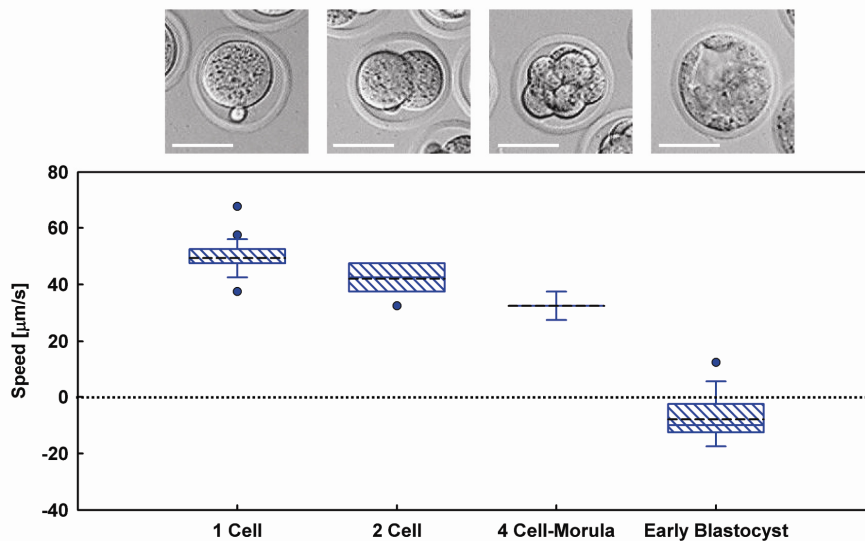 80
60
40
20
0
-20
-40
Speed [μm/s]
1 Cell
2 Cell
4 Cell-Morula
Early Blastocyst